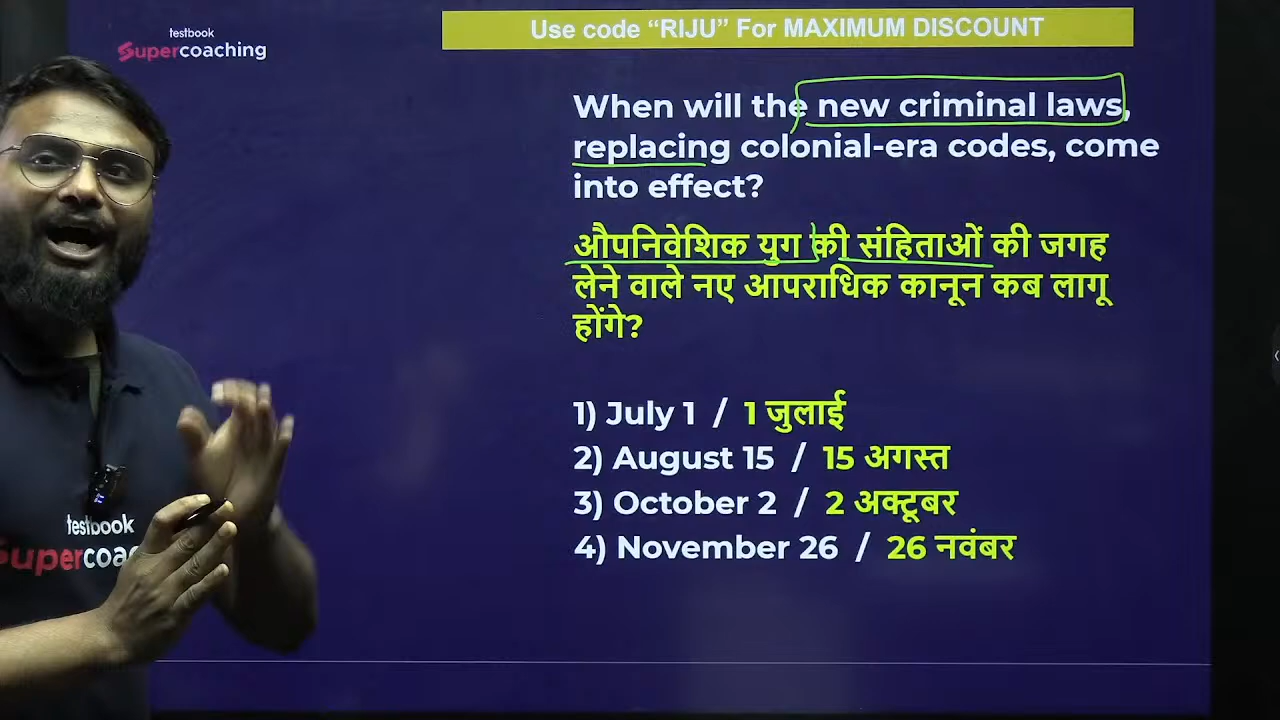 testbook
Supercoaching
Use code “RIJU” For MAXIMUM DISCOUNT
When will the new criminal laws,
replacing colonial-era codes, come
into effect?
औपनिवेशिक युग की संहिताओं की जगह
लेने वाले नए आपराधिक कानून कब लागू
होंगे?
1) July 1 / 1 जुलाई
2) August 15 / 15 अगस्त
3) October 2 / 2 अक्टूबर
4) November 26 / 26 नवंबर
testbook
Supercoa